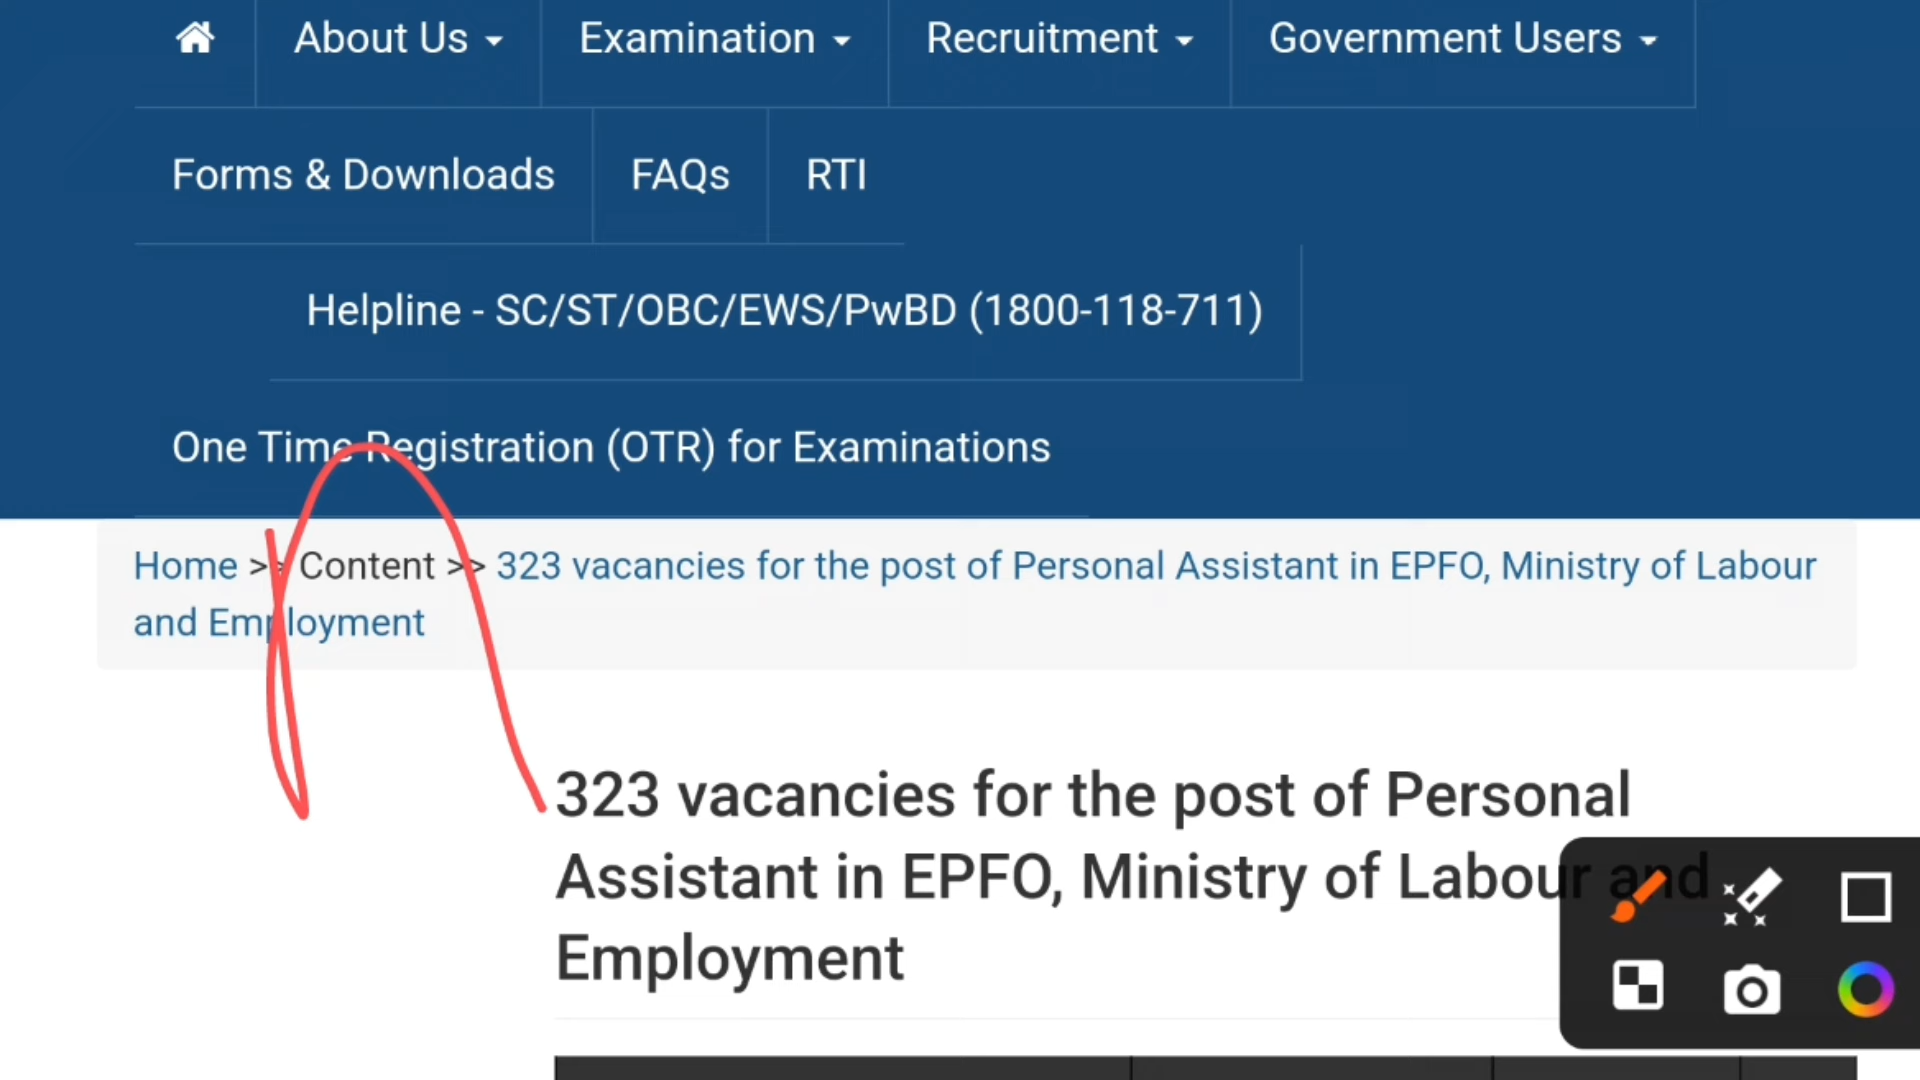 About Us
Examination
Recruitment
Government Users
Forms & Downloads
FAQs
RTI
Helpline - SC/ST/OBC/EWS/PwBD (1800-118-711)
One Time Registration (OTR) for Examinations
Home >> Content >> 323 vacancies for the post of Personal Assistant in EPFO, Ministry of Labour
and Employment
323 vacancies for the post of Personal
Assistant in EPFO, Ministry of Labour and
Employment